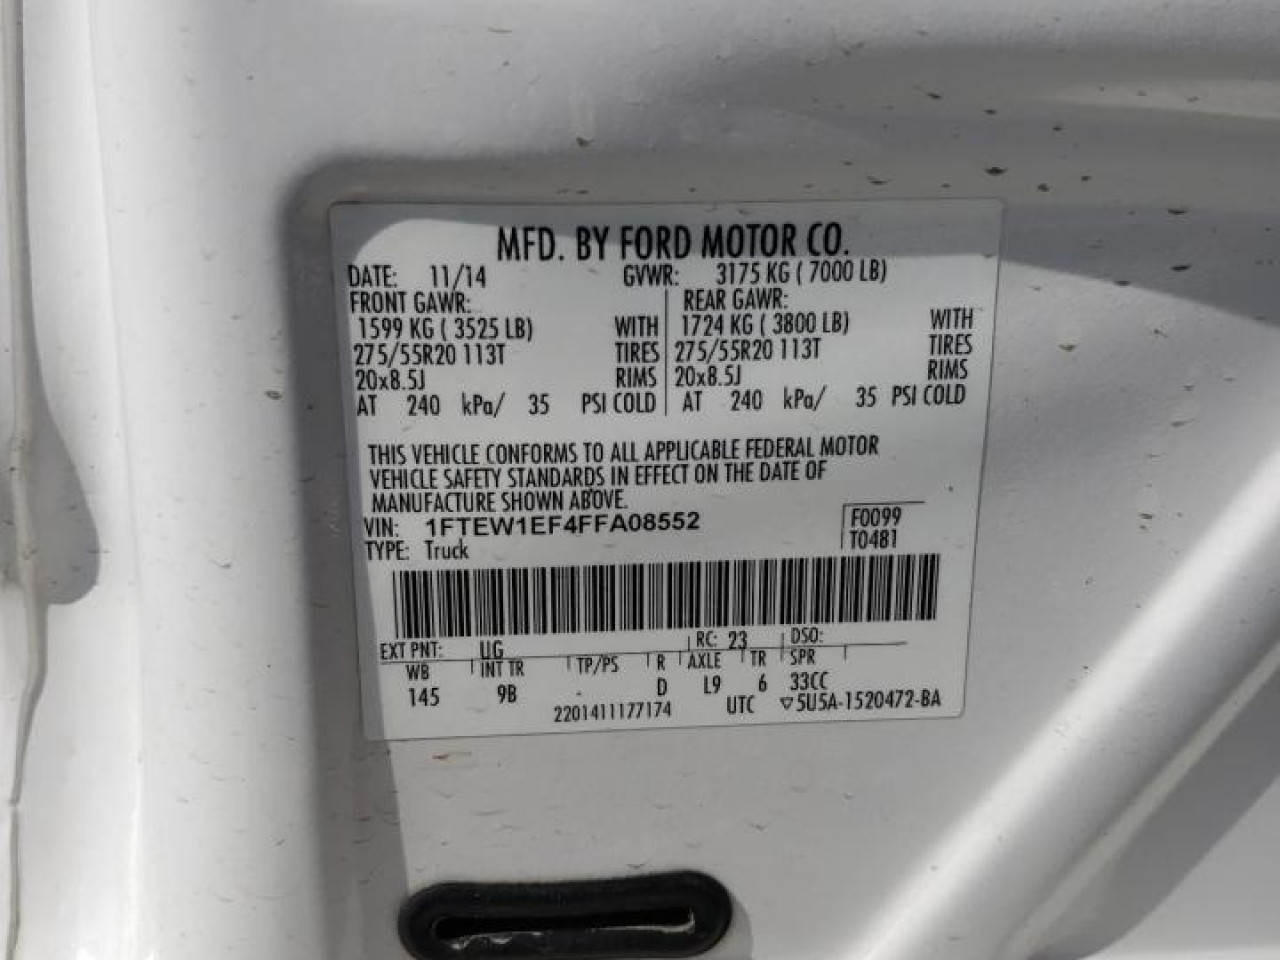 MFD. BY FORD MOTOR CO.
DATE: 11/14 GVWR: 3175 KG ( 7000 LB)
FRONT GAWR: REAR GAWR:
1599 KG ( 3525 LB) WITH 1724 KG ( 3800 LB) WITH
275/55R20 113T TIRES 275/55R20 113T TIRES
20x8.5J RIMS 20x8.5J RIMS
AT 240 kPa/ 35 PSI COLD AT 240 kPa/ 35 PSI COLD
THIS VEHICLE CONFORMS TO ALL APPLICABLE FEDERAL MOTOR
VEHICLE SAFETY STANDARDS IN EFFECT ON THE DATE OF
MANUFACTURE SHOWN ABOVE.
VIN: 1FTEW1EF4FFA08552 F0099
TYPE: Truck T0481
EXT PNT: UG RC: 23 DSO:
WB INT TR TP/PS R AXLE TR SPR
145 9B D L9 6 33CC
2201411177174 UTC ▽5U5A-1520472-BA